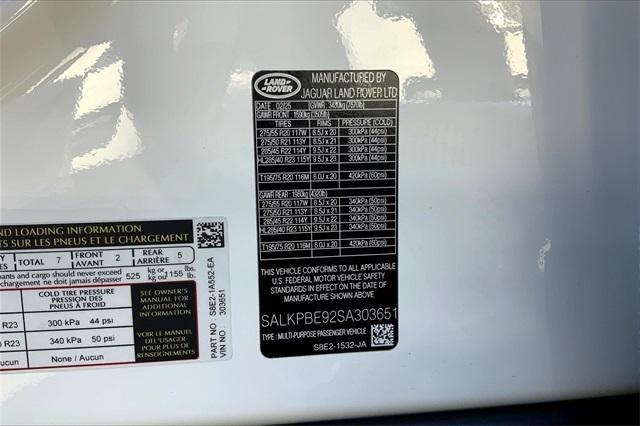 LAND ROVER
MANUFACTURED BY
JAGUAR LAND ROVER LTD
DATE 02/25 GVWR 3430kg (7570lb)
GAWR FRONT 1590kg (3505lb)
TIRES RIMS PRESSURE (COLD)
275/55 R20 117W 8.5J x 20 300kPa (44psi)
275/50 R21 113Y 8.5J x 21 300kPa (44psi)
285/45 R22 114Y 9.5J x 22 300kPa (44psi)
HL285/40 R23 115Y 9.5J x 23 300kPa (44psi)
T195/75 R20 116M 6.0J x 20 420kPa (60psi)
GAWR REAR 1960kg (4320lb)
275/55 R20 117W 8.5J x 20 340kPa (50psi)
275/50 R21 113Y 8.5J x 21 340kPa (50psi)
285/45 R22 114Y 9.5J x 22 340kPa (50psi)
HL285/40 R23 115Y 9.5J x 23 340kPa (50psi)
T195/75 R20 116M 6.0J x 20 420kPa (60psi)
THIS VEHICLE CONFORMS TO ALL APPLICABLE
U.S. FEDERAL MOTOR VEHICLE SAFETY
STANDARDS IN EFFECT ON THE DATE OF
MANUFACTURE SHOWN ABOVE
SALKPBE92SA303651
TYPE: MULTI-PURPOSE PASSENGER VEHICLE
S8E2-1532-JA
ND LOADING INFORMATION
S SUR LES PNEUS ET LE CHARGEMENT
TOTAL 7 FRONT AVANT 2 REAR ARRIÈRE 5
ants and cargo should never exceed
nt ne doit jamais dépasser 525 kg or kg ou 1155 lbs. lb.
COLD TIRE PRESSURE
PRESSION DES
PNEUS À FROID
R23 300 kPa 44 psi
R23 340 kPa 50 psi
None / Aucun
SEE OWNER'S
MANUAL FOR
ADDITIONAL
INFORMATION
VOIR LE MANUEL
DE L'USAGER
POUR PLUS DE
RENSEIGNEMENTS
PART NO S8E2-1A552-EA
VIN NO 303651